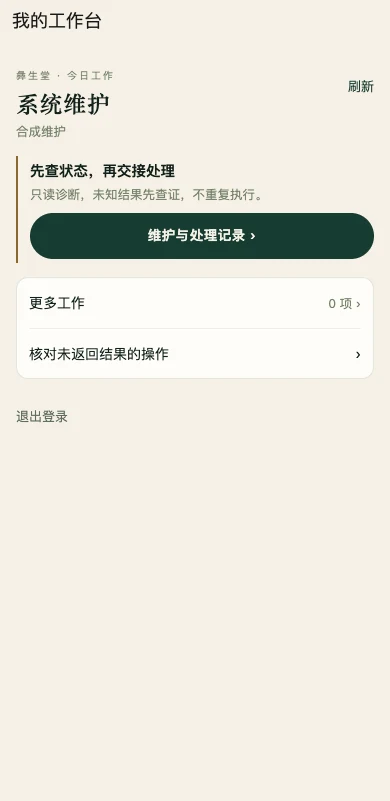 我的工作台
彝生堂 · 今日工作
系统维护
刷新
合成维护
先查状态，再交接处理
只读诊断，未知结果先查证，不重复执行。
维护与处理记录 ›
更多工作 0 项 ›
核对未返回结果的操作 ›
退出登录